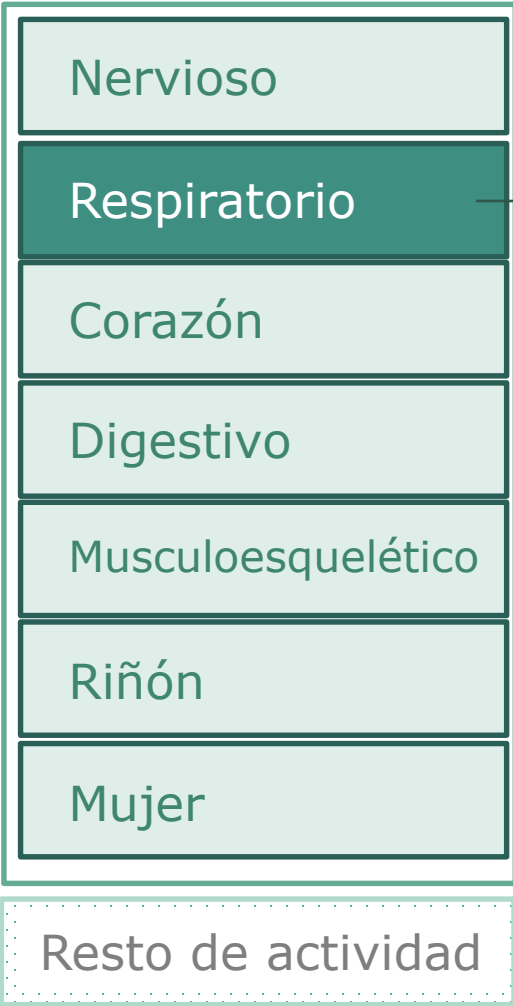 Nervioso
Respiratorio
Corazón
Digestivo
Musculoesquelético
Riñón
Mujer
Resto de actividad